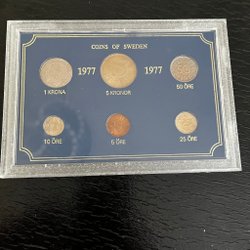 COINS OF SWEDEN
1977 1977
1 KRONA 5 KRONOR 50 ÖRE
10 ÖRE 5 ÖRE 25 ÖRE